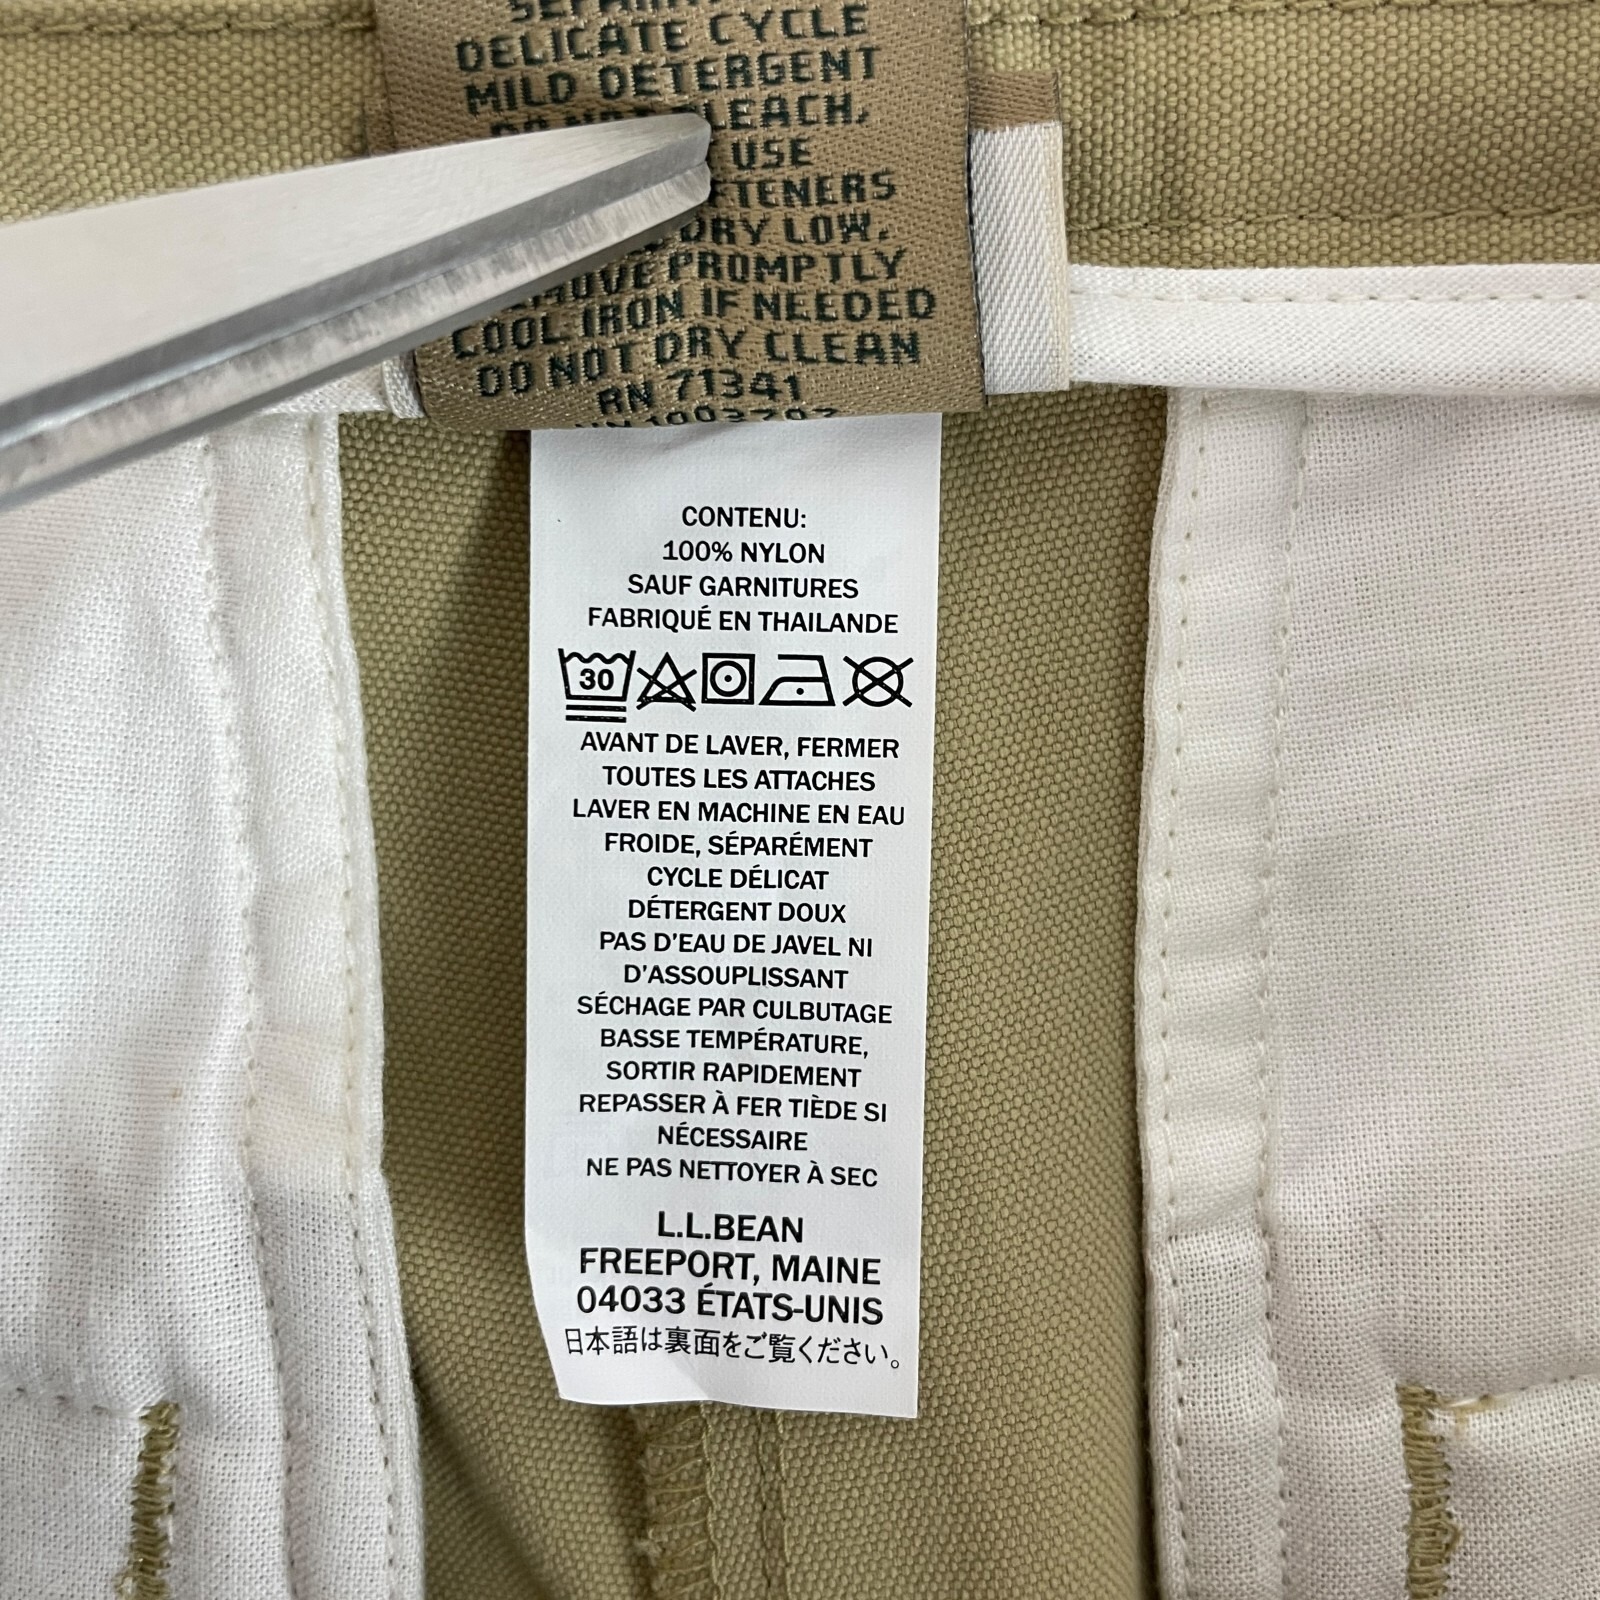 DELICATE CYCLE
MILD DETERGENT
USE
DRY LOW,
PROMPTLY
COOL IRON IF NEEDED
DO NOT DRY CLEAN
RN 71341
CONTENU:
100% NYLON
SAUF GARNITURES
FABRIQUÉ EN THAILANDE
30
AVANT DE LAVER, FERMER
TOUTES LES ATTACHES
LAVER EN MACHINE EN EAU
FROIDE, SÉPARÉMENT
CYCLE DÉLICAT
DÉTERGENT DOUX
PAS D'EAU DE JAVEL NI
D'ASSOUPLISSANT
SÉCHAGE PAR CULBUTAGE
BASSE TEMPÉRATURE,
SORTIR RAPIDEMENT
REPASSER À FER TIÈDE SI
NÉCESSAIRE
NE PAS NETTOYER À SEC
L.L.BEAN
FREEPORT, MAINE
04033 ÉTATS-UNIS
日本語は裏面をご覧ください。